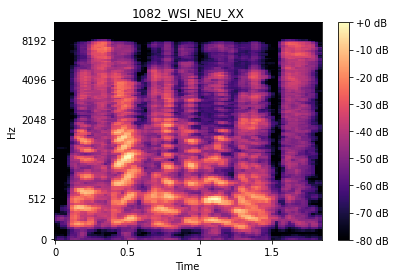 1082_WSI_NEU_XX
8192
4096
2048
1024
512
0
Hz
0
0.5
1
1.5
Time
+0 dB
-10 dB
-20 dB
-30 dB
-40 dB
-50 dB
-60 dB
-70 dB
-80 dB